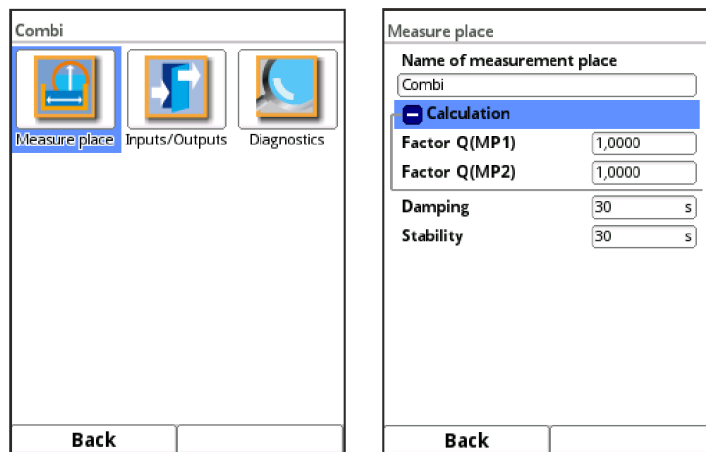 Combi
Measure place Inputs/Outputs Diagnostics
Back
Measure place
Name of measurement place
Combi
Calculation
Factor Q(MP1) 1,0000
Factor Q(MP2) 1,0000
Damping 30 s
Stability 30 s
Back